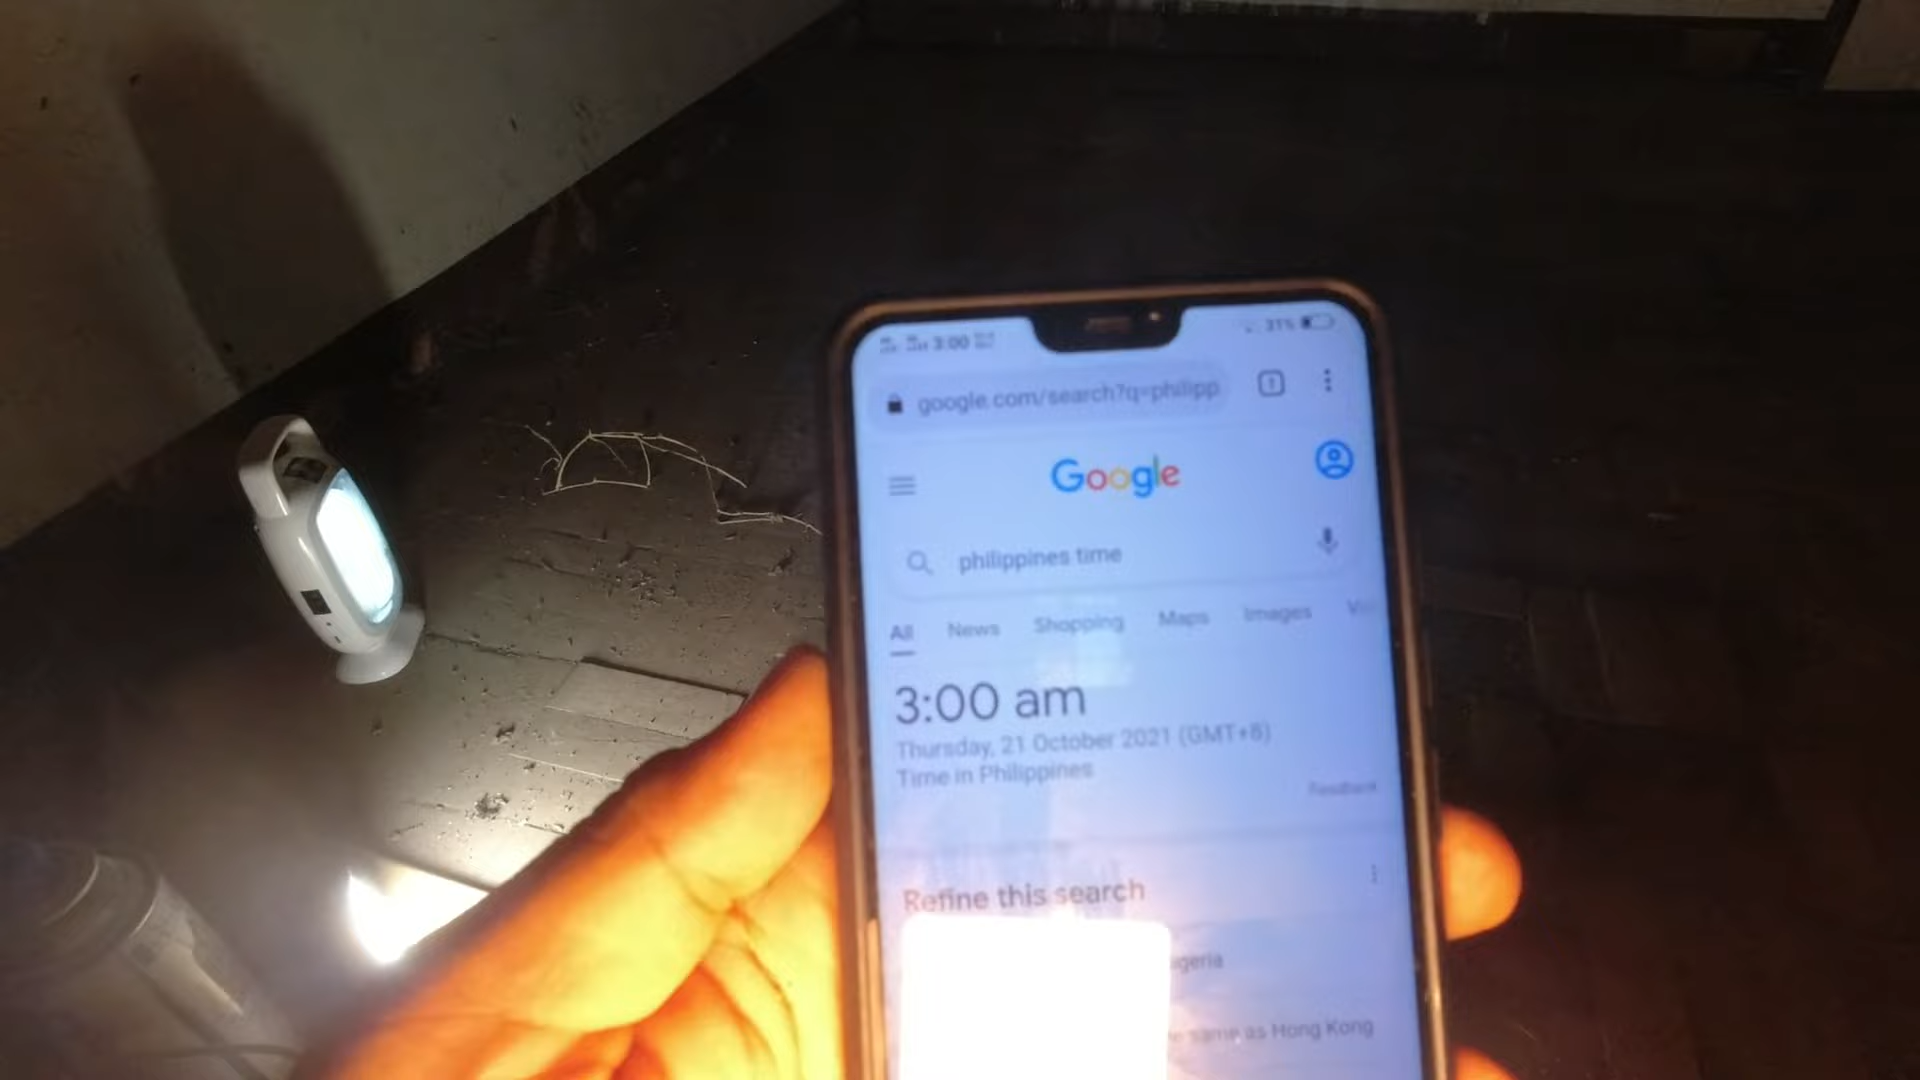 3:00 31%
google.com/search?q=philipp
Google
philippines time
All News Shopping Maps Images
3:00 am
Thursday, 21 October 2021 (GMT+8)
Time in Philippines
Feedback
Refine this search
igeria
same as Hong Kong